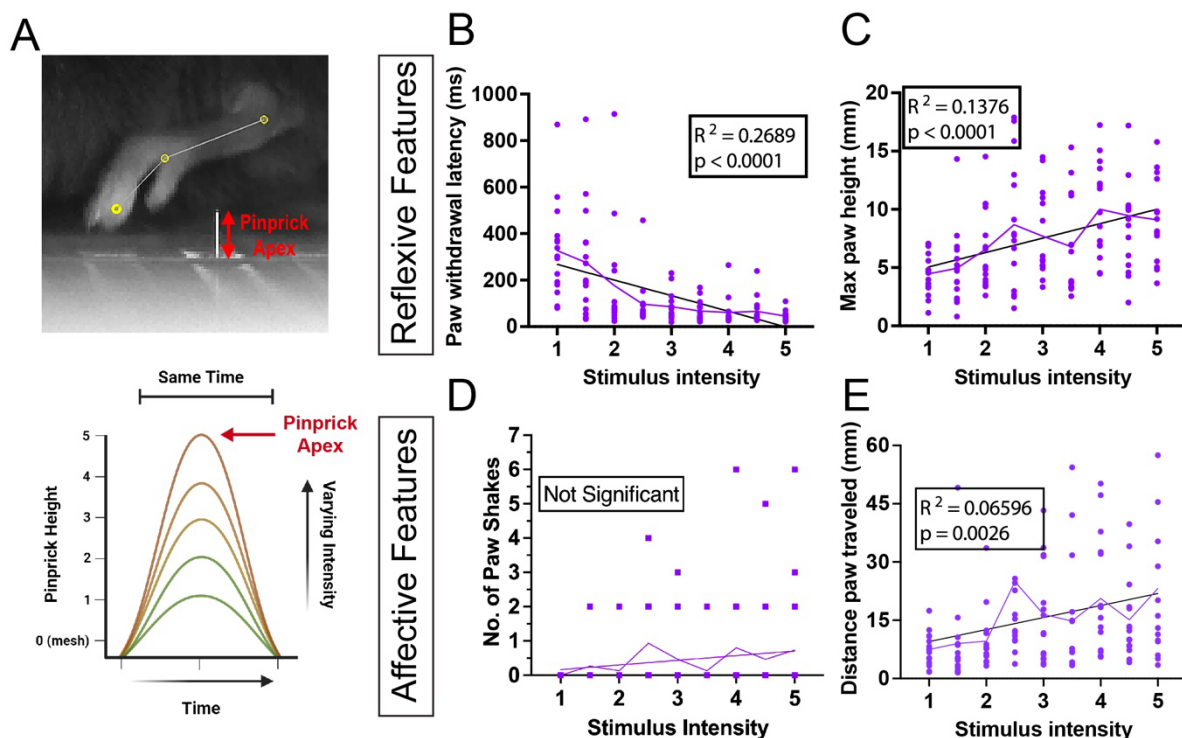 A
Pinprick
Apex
Same Time
Pinprick
Apex
Pinprick Height
5
4
3
2
1
0 (mesh)
Varying Intensity
Time
Reflexive Features
Affective Features
B
Paw withdrawal latency (ms)
1000
800
600
400
200
0
R² = 0.2689
p < 0.0001
1 2 3 4 5
Stimulus intensity
C
Max paw height (mm)
20
15
10
5
0
R² = 0.1376
p < 0.0001
1 2 3 4 5
Stimulus intensity
D
No. of Paw Shakes
7
6
5
4
3
2
1
0
Not Significant
1 2 3 4 5
Stimulus Intensity
E
Distance paw traveled (mm)
60
45
30
15
0
R² = 0.06596
p = 0.0026
1 2 3 4 5
Stimulus intensity